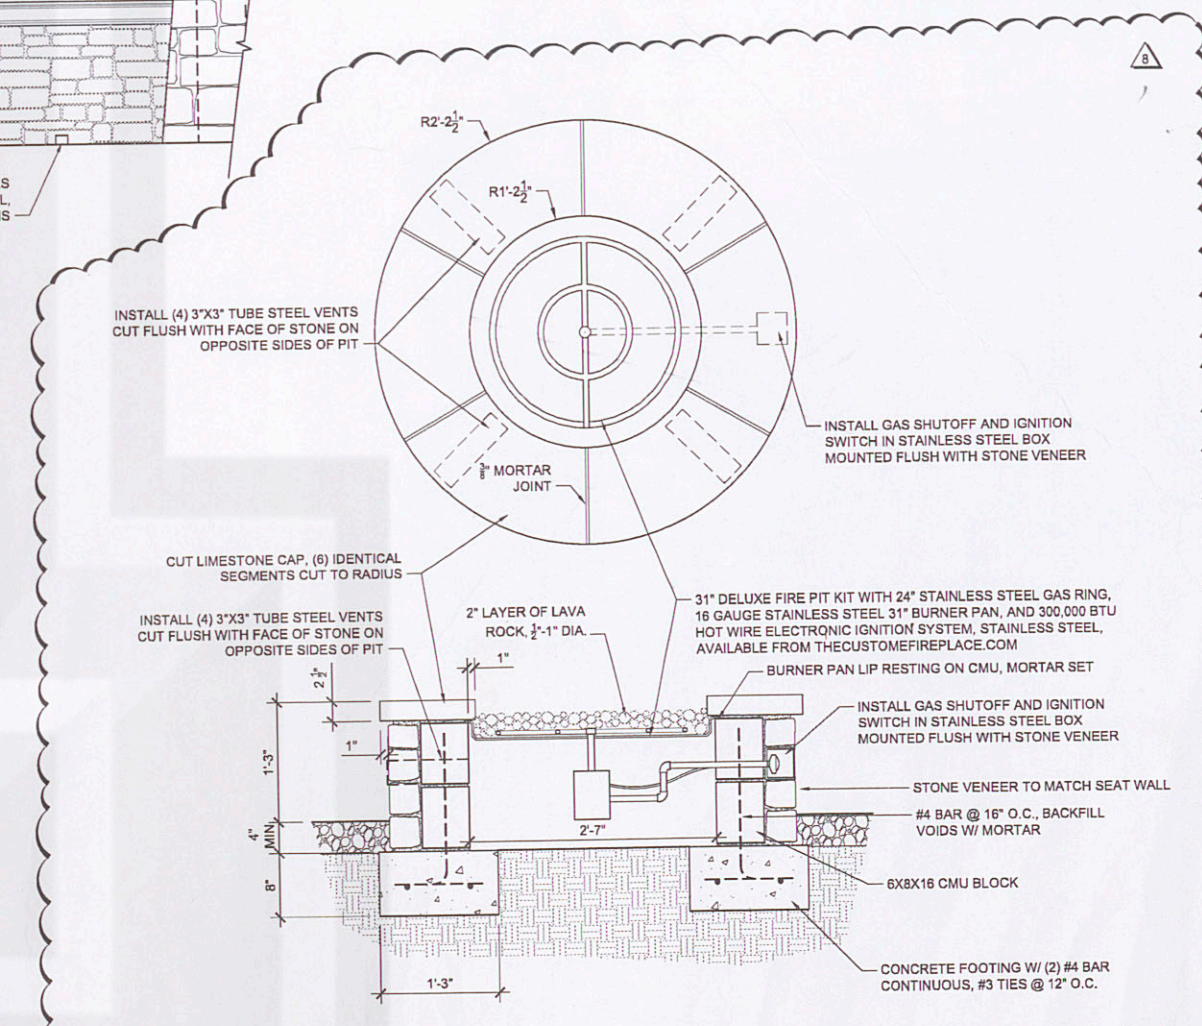 8
R2'-2½"
R1'-2½"
AS
L,
IS
INSTALL (4) 3"X3" TUBE STEEL VENTS
CUT FLUSH WITH FACE OF STONE ON
OPPOSITE SIDES OF PIT
INSTALL GAS SHUTOFF AND IGNITION
SWITCH IN STAINLESS STEEL BOX
MOUNTED FLUSH WITH STONE VENEER
⅜" MORTAR
JOINT
CUT LIMESTONE CAP, (6) IDENTICAL
SEGMENTS CUT TO RADIUS
INSTALL (4) 3"X3" TUBE STEEL VENTS
CUT FLUSH WITH FACE OF STONE ON
OPPOSITE SIDES OF PIT
2" LAYER OF LAVA
ROCK, ½"-1" DIA.
31" DELUXE FIRE PIT KIT WITH 24" STAINLESS STEEL GAS RING,
16 GAUGE STAINLESS STEEL 31" BURNER PAN, AND 300,000 BTU
HOT WIRE ELECTRONIC IGNITION SYSTEM, STAINLESS STEEL,
AVAILABLE FROM THECUSTOMEFIREPLACE.COM
1"
BURNER PAN LIP RESTING ON CMU, MORTAR SET
2½"
INSTALL GAS SHUTOFF AND IGNITION
SWITCH IN STAINLESS STEEL BOX
MOUNTED FLUSH WITH STONE VENEER
1"
1'-3"
STONE VENEER TO MATCH SEAT WALL
#4 BAR @ 16" O.C., BACKFILL
VOIDS W/ MORTAR
4"
MIN
2'-7"
8"
6X8X16 CMU BLOCK
1'-3"
CONCRETE FOOTING W/ (2) #4 BAR
CONTINUOUS, #3 TIES @ 12" O.C.